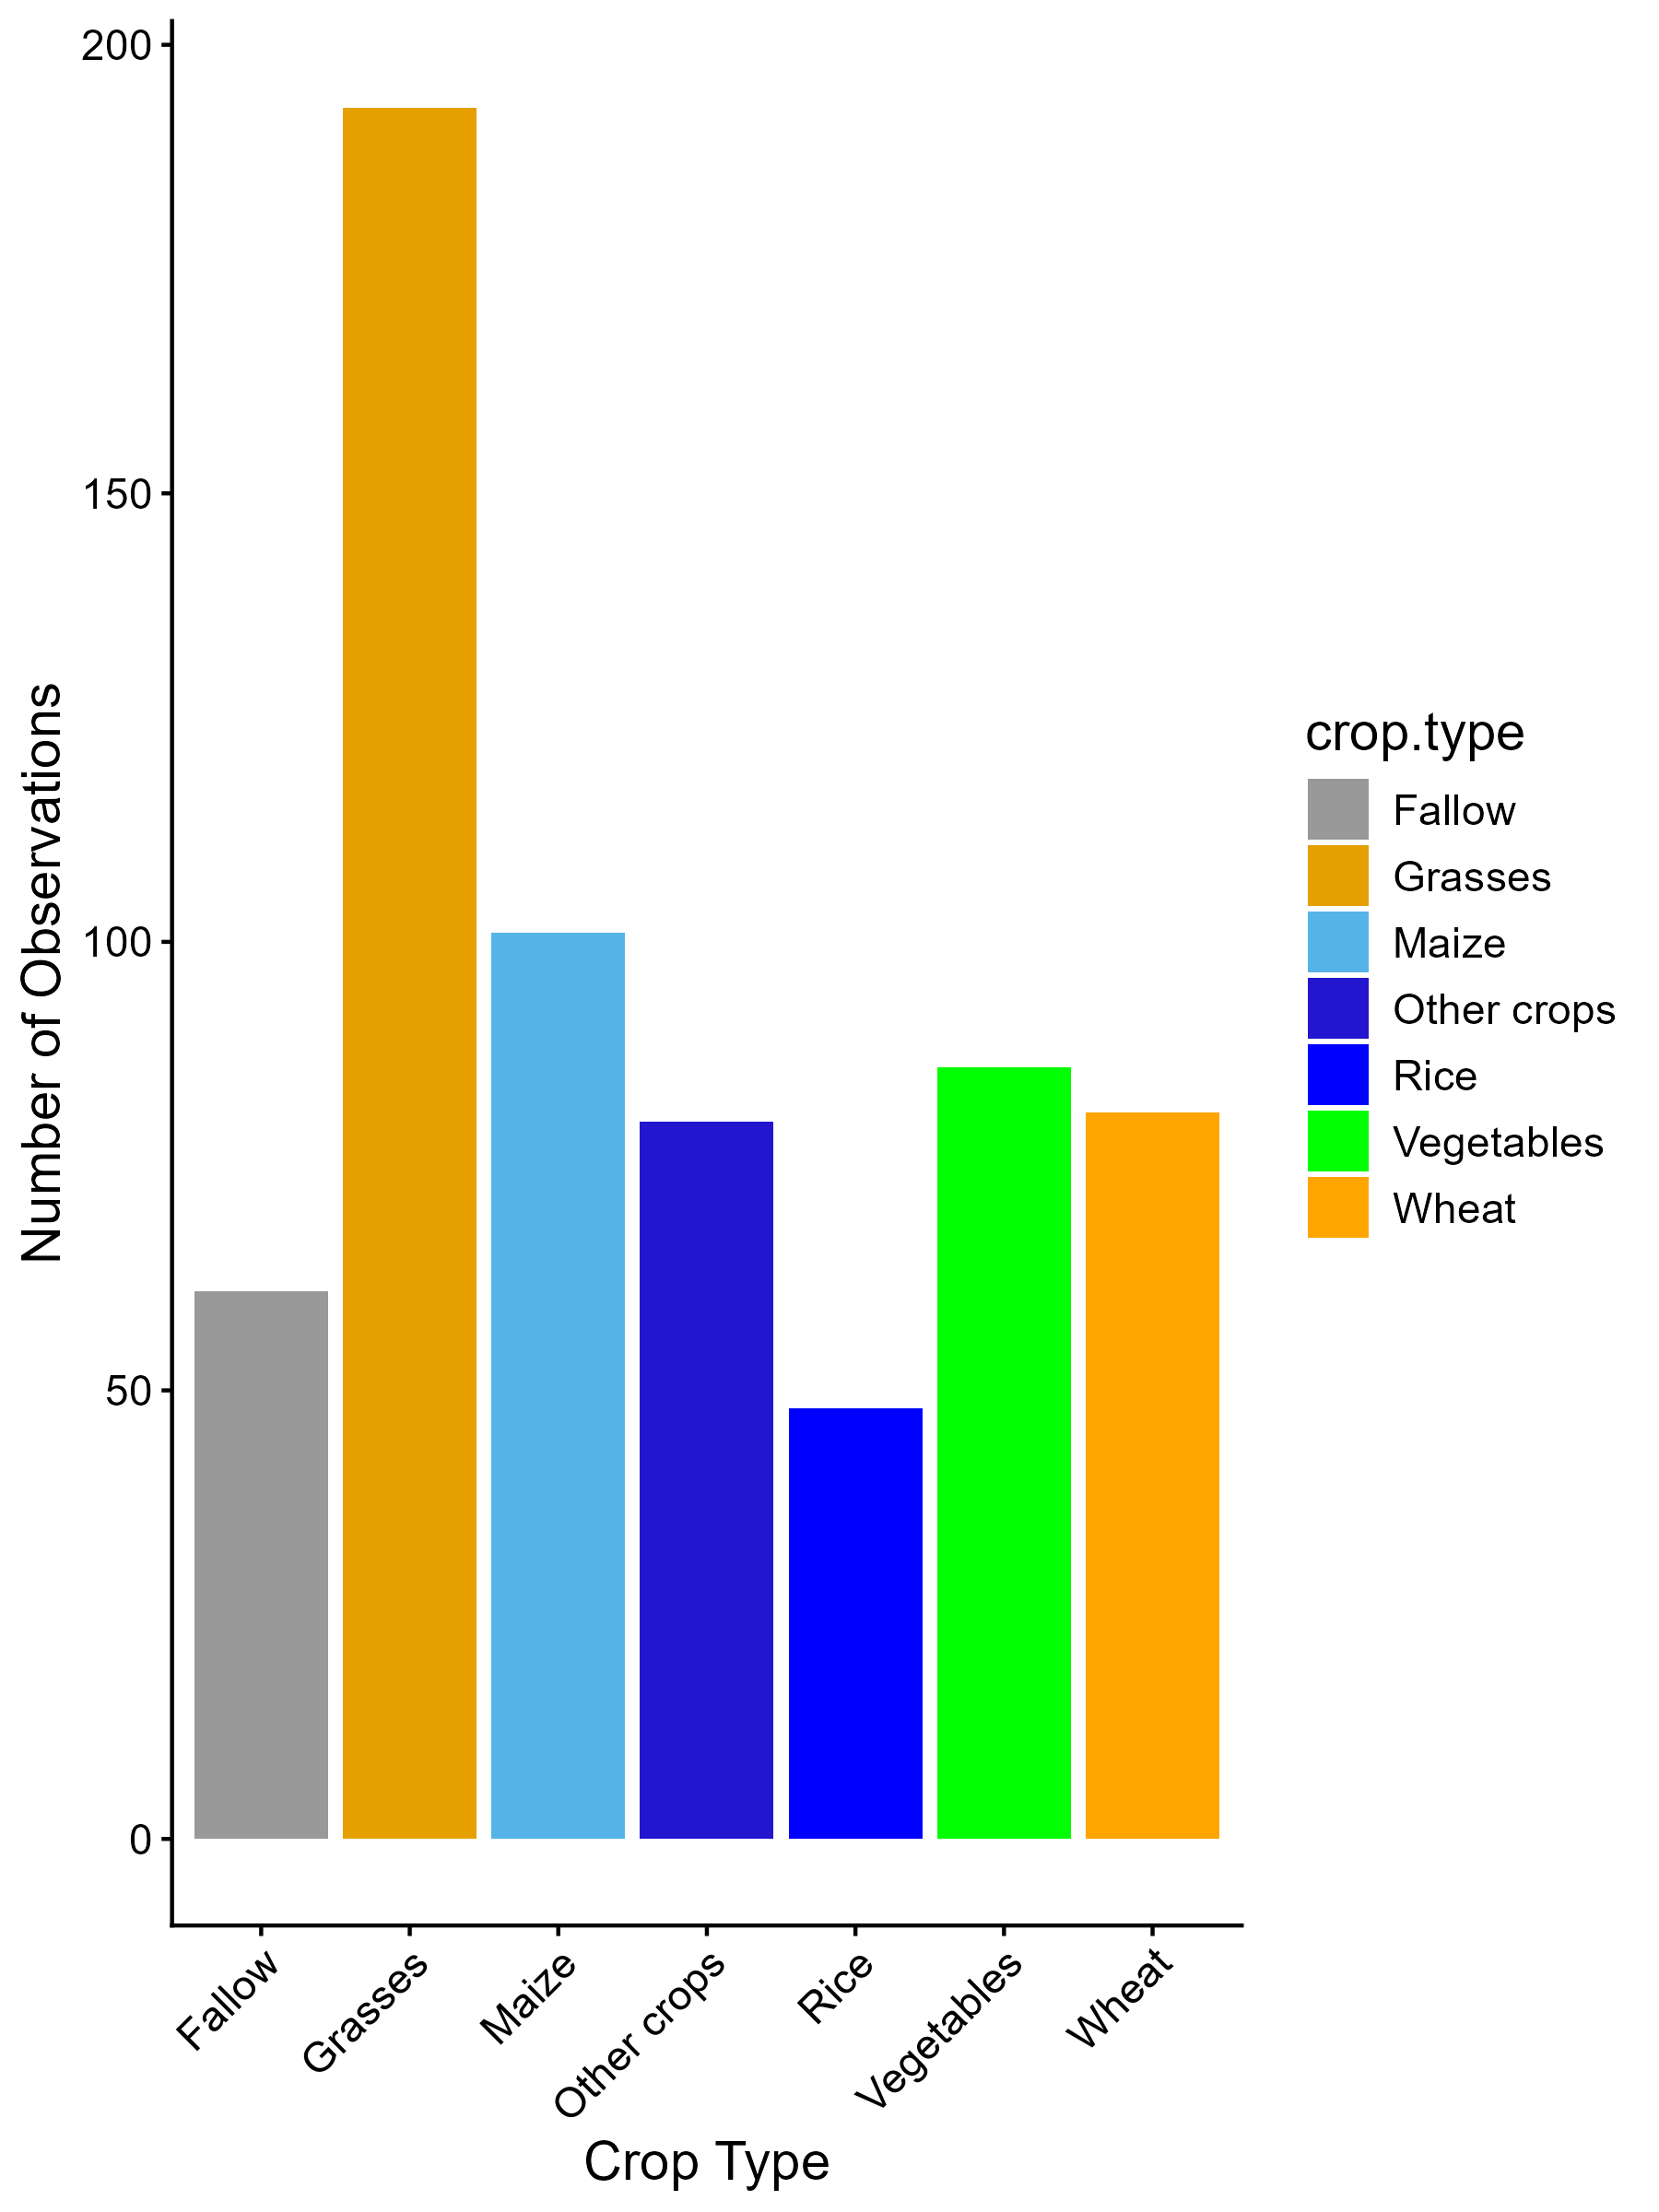 200
150
100
50
0
Number of Observations
Fallow
Grasses
Maize
Other crops
Rice
Vegetables
Wheat
Crop Type
crop.type
Fallow
Grasses
Maize
Other crops
Rice
Vegetables
Wheat